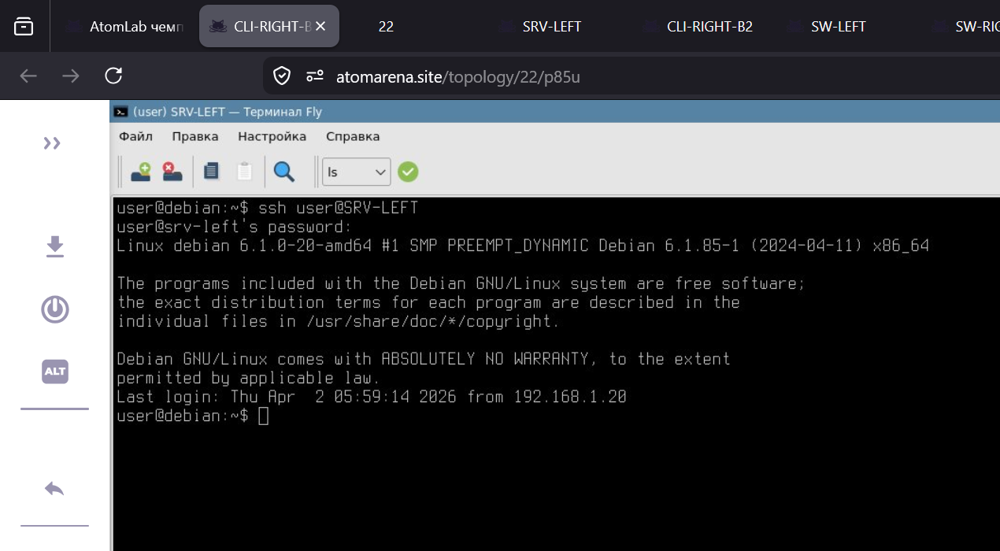 AtomLab чемп
CLI-RIGHT-B
22
SRV-LEFT
CLI-RIGHT-B2
SW-LEFT
SW-RIG
atomarena.site/topology/22/p85u
(user) SRV-LEFT — Терминал Fly
Файл Правка Настройка Справка
ls
user@debian:~$ ssh user@SRV-LEFT
user@srv-left's password:
Linux debian 6.1.0-20-amd64 #1 SMP PREEMPT_DYNAMIC Debian 6.1.85-1 (2024-04-11) x86_64
The programs included with the Debian GNU/Linux system are free software;
the exact distribution terms for each program are described in the
individual files in /usr/share/doc/*/copyright.
Debian GNU/Linux comes with ABSOLUTELY NO WARRANTY, to the extent
permitted by applicable law.
Last login: Thu Apr  2 05:59:14 2026 from 192.168.1.20
user@debian:~$
ALT